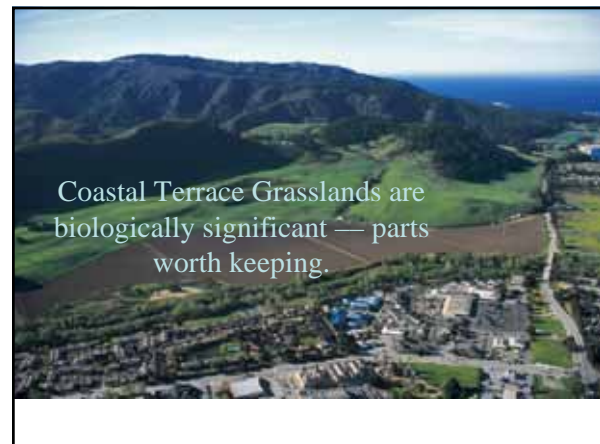 Coastal Terrace Grasslands are
biologically significant — parts
worth keeping.